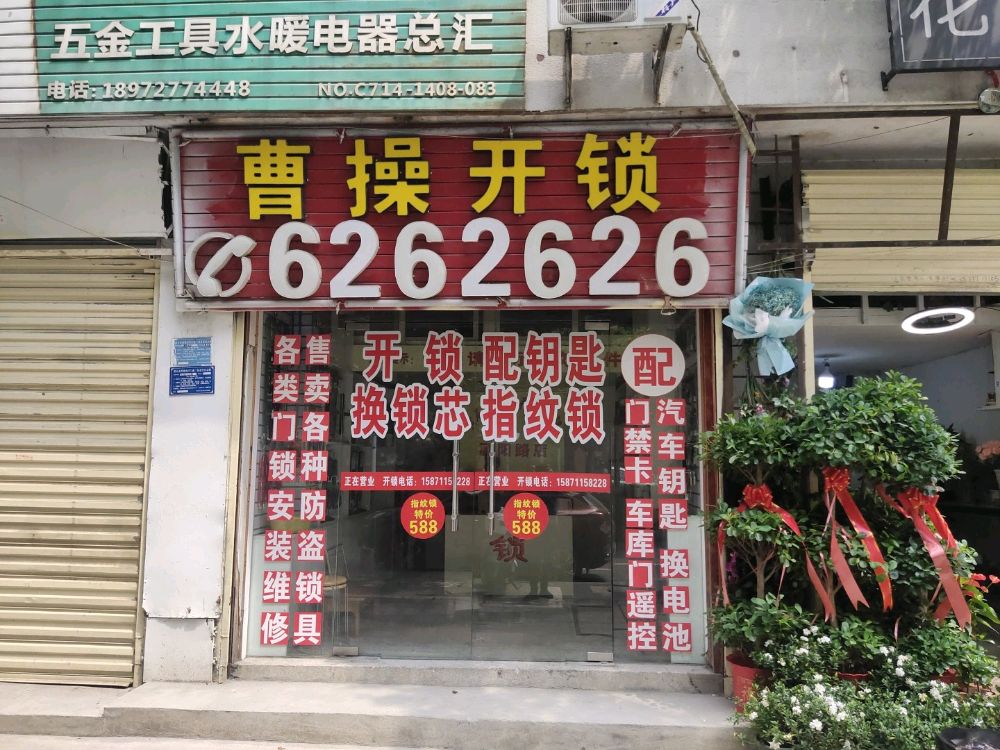 五金工具水暖电器总汇
电话:18972774448 NO.C714-1408-083
花
曹操开锁
6262626
开锁 配钥匙
换锁芯 指纹锁
各类门锁安装维修
售卖各种防盗锁具
配
门禁卡 车库门遥控
汽车钥匙 换电池
正在营业 开锁电话:15871158228 正在营业 开锁电话:15871158228
指纹锁
特价
588
指纹锁
特价
588
锁